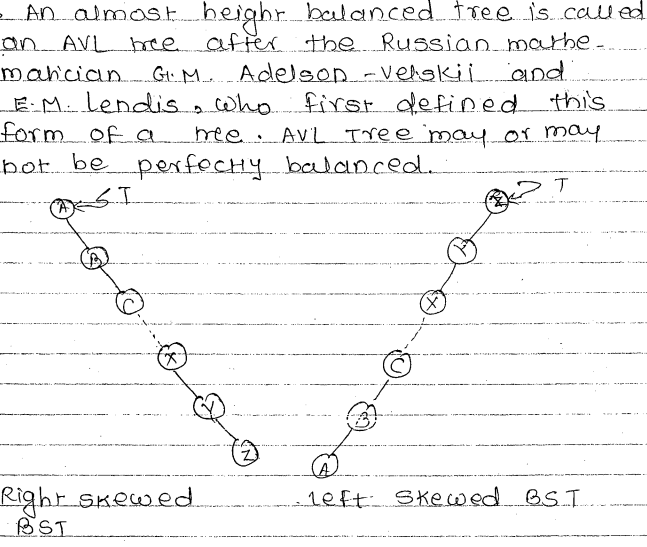 . An almost height balanced tree is called
an AVL tree after the Russian mathe-
matician G.M. Adelson-Velskii and
E.M. Lendis, who first defined this
form of a tree. AVL Tree may or may
not be perfectly balanced.
A T Z T
B Y
C X
X C
Y B
Z A
Right skewed .left skewed BST
BST